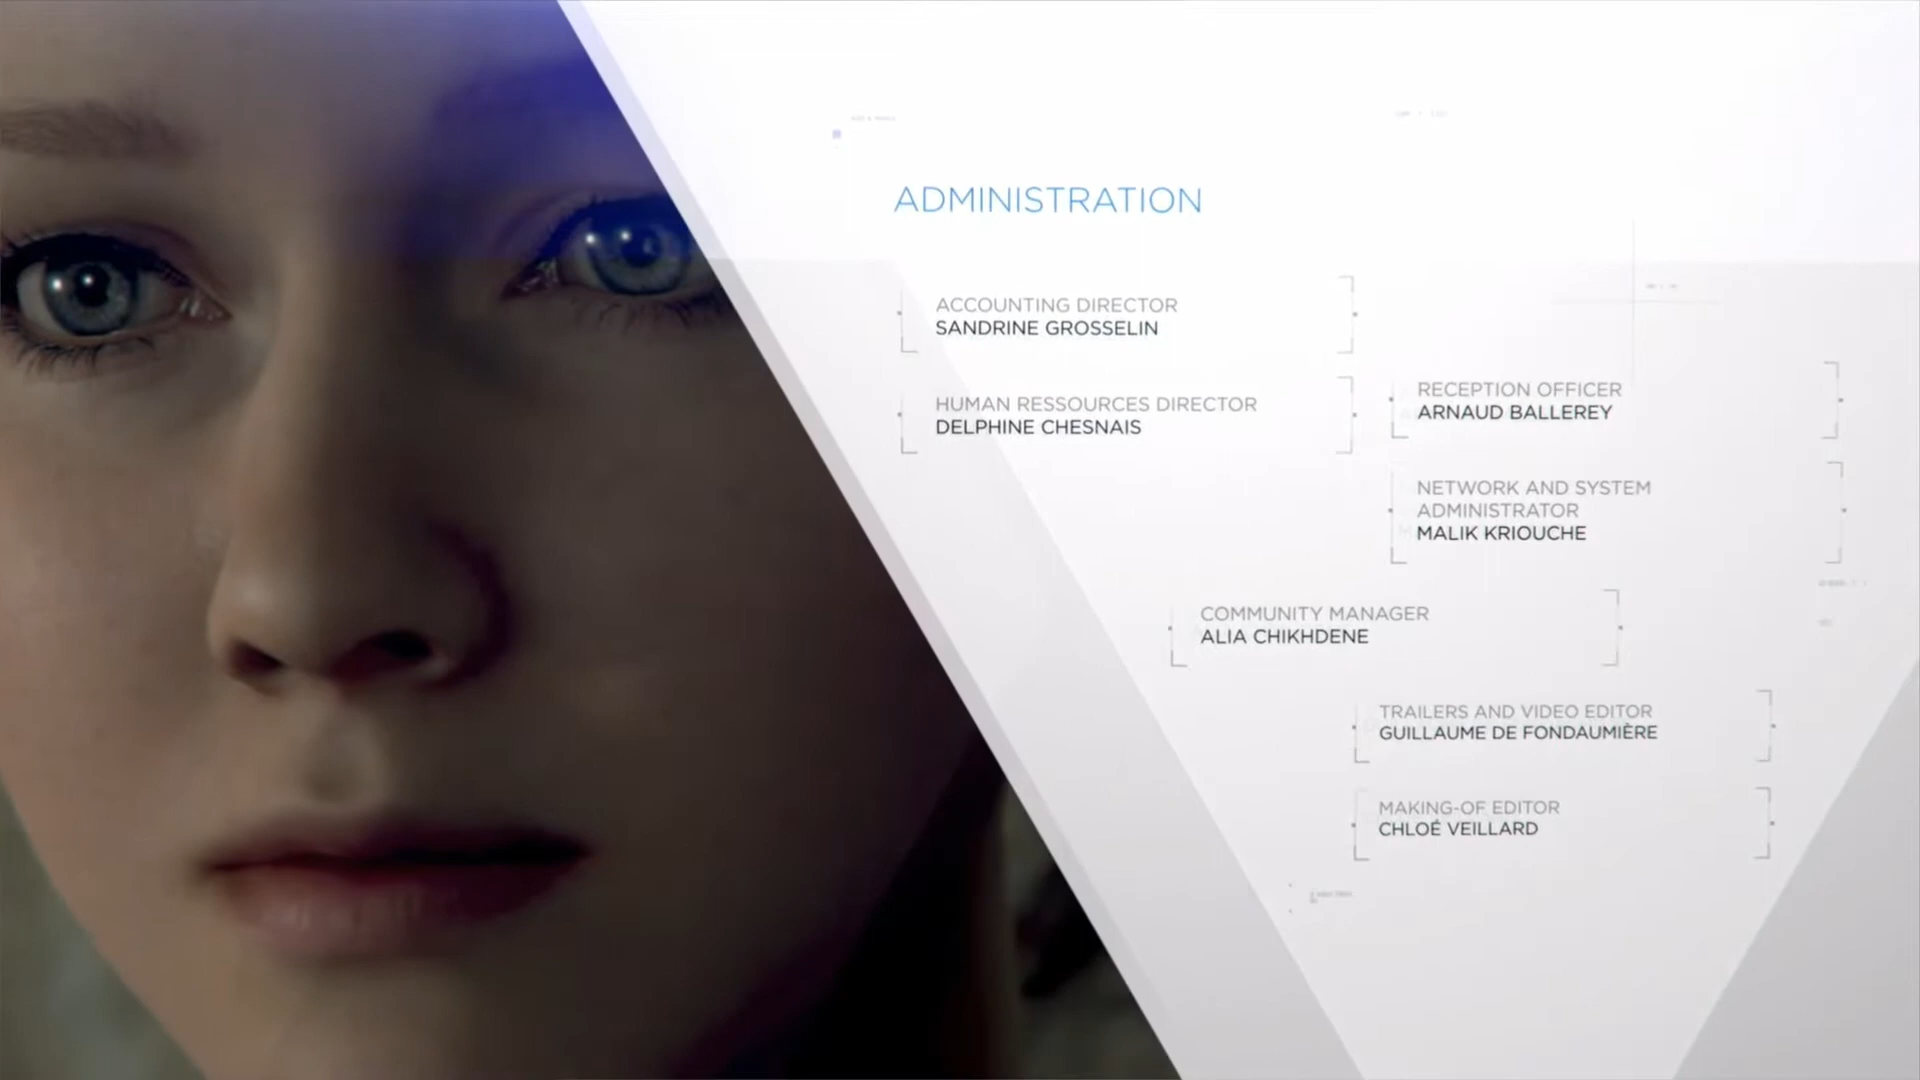 ADMINISTRATION
ACCOUNTING DIRECTOR
SANDRINE GROSSELIN
HUMAN RESSOURCES DIRECTOR
DELPHINE CHESNAIS
RECEPTION OFFICER
ARNAUD BALLEREY
NETWORK AND SYSTEM
ADMINISTRATOR
MALIK KRIOUCHE
COMMUNITY MANAGER
ALIA CHIKHDENE
TRAILERS AND VIDEO EDITOR
GUILLAUME DE FONDAUMIÈRE
MAKING-OF EDITOR
CHLOÉ VEILLARD